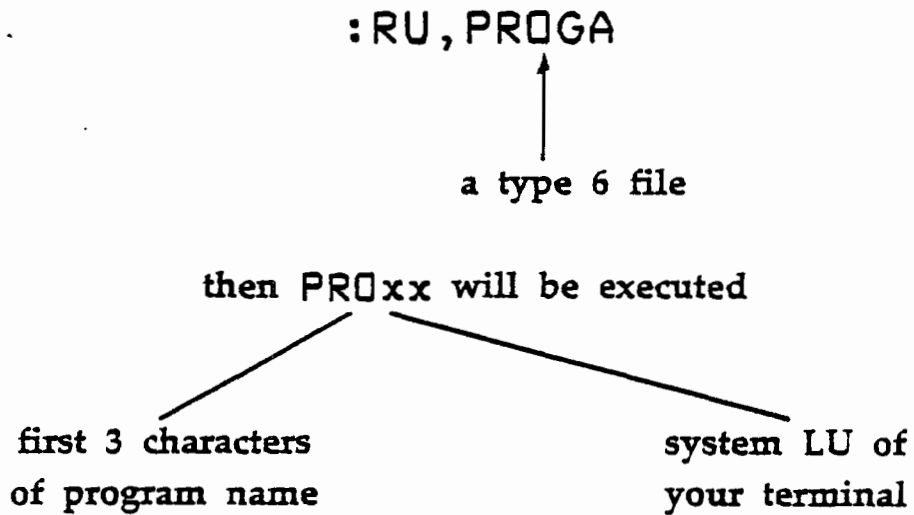 :RU,PROGA
a type 6 file
then PROxx will be executed
first 3 characters
of program name
system LU of
your terminal